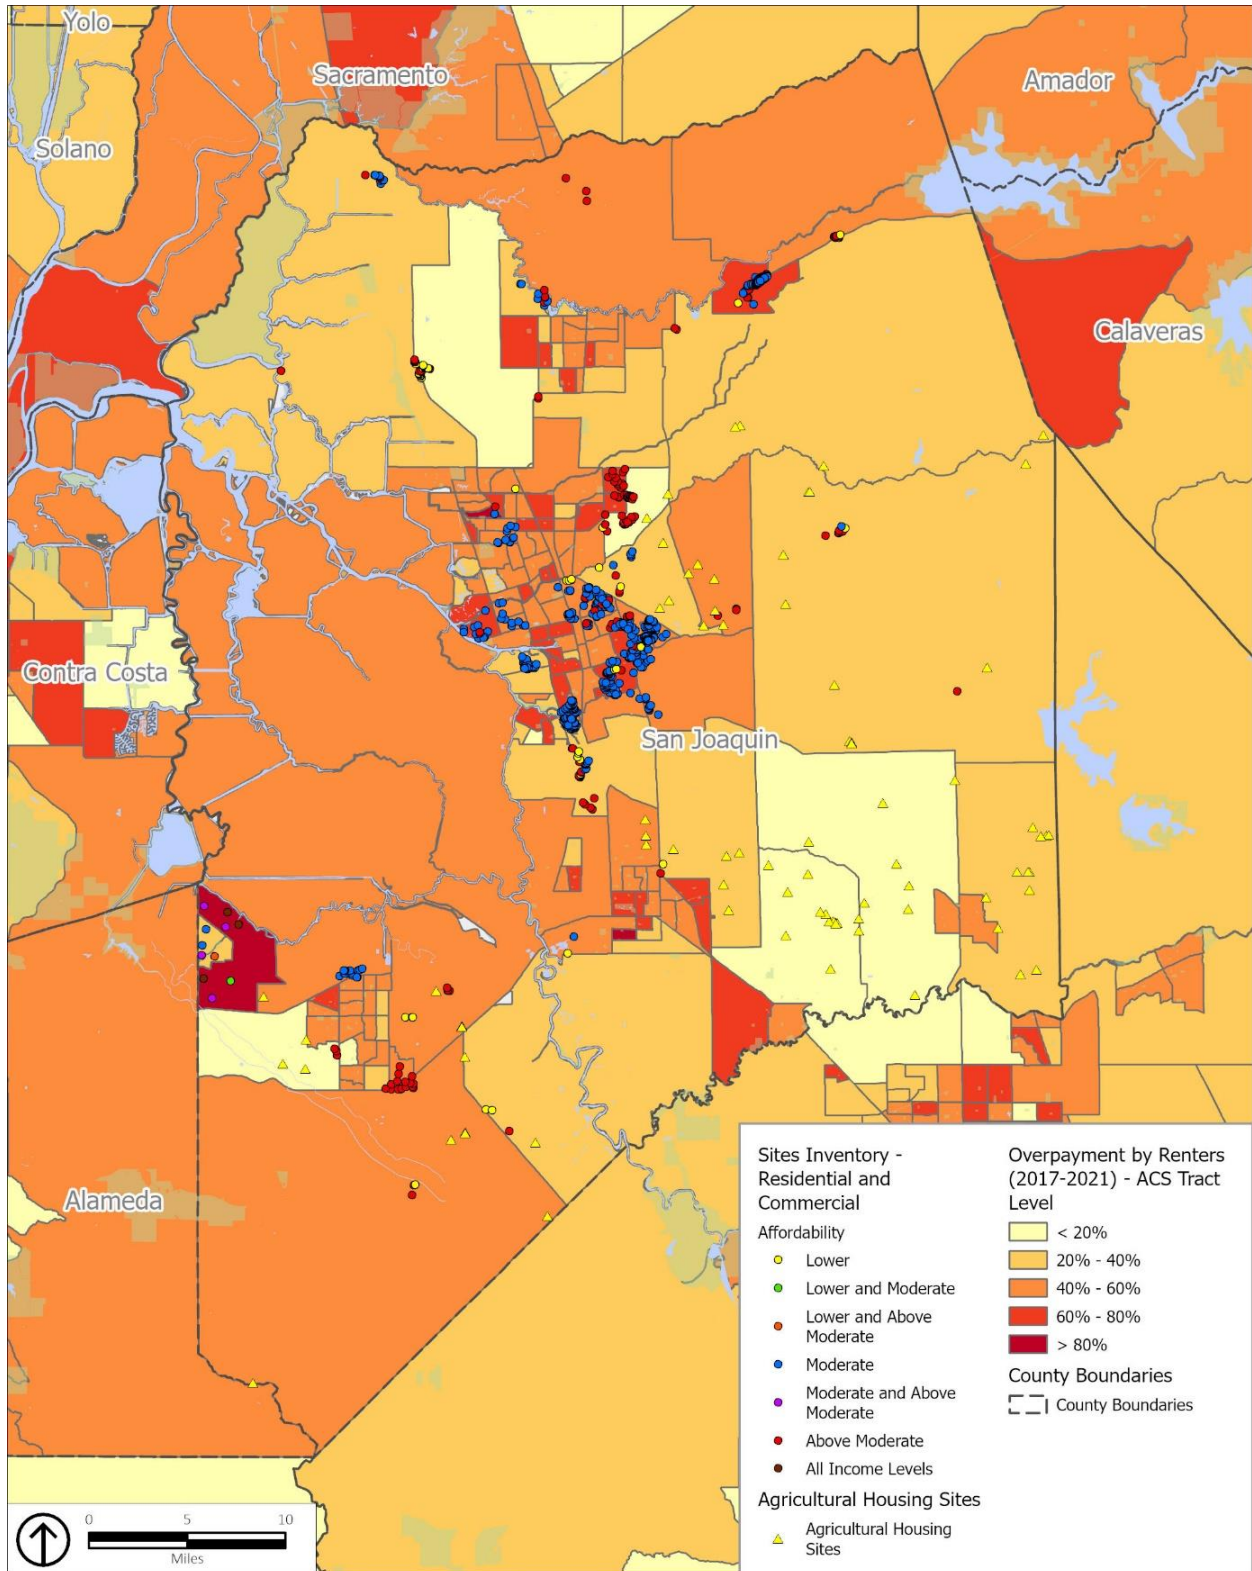 Yolo
Sacramento
Amador
Solano
Calaveras
Contra Costa
San Joaquin
Alameda
Sites Inventory -
Residential and
Commercial
Affordability
Lower
Lower and Moderate
Lower and Above
Moderate
Moderate
Moderate and Above
Moderate
Above Moderate
All Income Levels
Agricultural Housing Sites
Agricultural Housing
Sites
Overpayment by Renters
(2017-2021) - ACS Tract
Level
< 20%
20% - 40%
40% - 60%
60% - 80%
> 80%
County Boundaries
County Boundaries
0 5 10
Miles